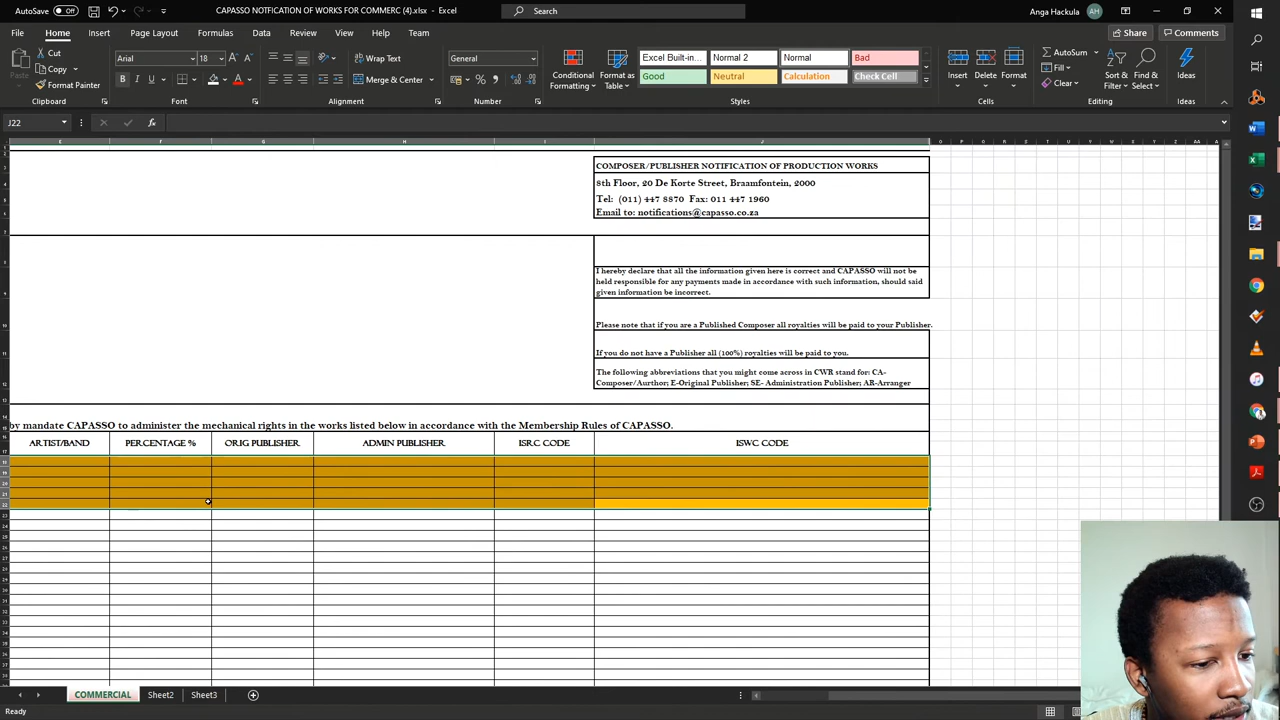 AutoSave Off CAPASSO NOTFICATION OF WORKS FOR COMMERC (4).xlsx - Excel Search Anga Hackula AH
File Home Insert Page Layout Formulas Data Review View Help Team Share Comments
Paste Cut Copy Format Painter Clipboard
Arial 18 B I U Font
Merge & Center Alignment
General Number
Conditional Formatting Format as Table
Excel Built-in... Normal 2 Normal Bad
Good Neutral Calculation Check Cell
Styles
Insert Delete Format Cells
AutoSum Fill Clear Sort & Filter Find & Select Editing
Ideas Ideas
J22 fx
E F G H I J K O P Q R S T U V W X Y Z AA
COMPOSER/PUBLISHER NOTIFICATION OF PRODUCTION WORKS
8th Floor, 20 De Korte Street, Braamfontein, 2000
Tel: (011) 447 8870 Fax: 011 447 1960
Email to: notifications@capasso.co.za
I hereby declare that all the information given here is correct and CAPASSO will not be
held responsible for any payments made in accordance with such information, should said
given information be incorrect.
Please note that if you are a Published Composer all royalties will be paid to your Publisher.
If you do not have a Publisher all (100%) royalties will be paid to you.
The following abbreviations that you might come across in CWR stand for: CA-
Composer/Aurthor; E-Original Publisher; SE- Administration Publisher; AR-Arranger
by mandate CAPASSO to administer the mechanical rights in the works listed below in accordance with the Membership Rules of CAPASSO.
ARTIST/BAND PERCENTAGE % ORIG PUBLISHER ADMIN PUBLISHER ISRC CODE ISWC CODE
COMMERCIAL Sheet2 Sheet3
Ready